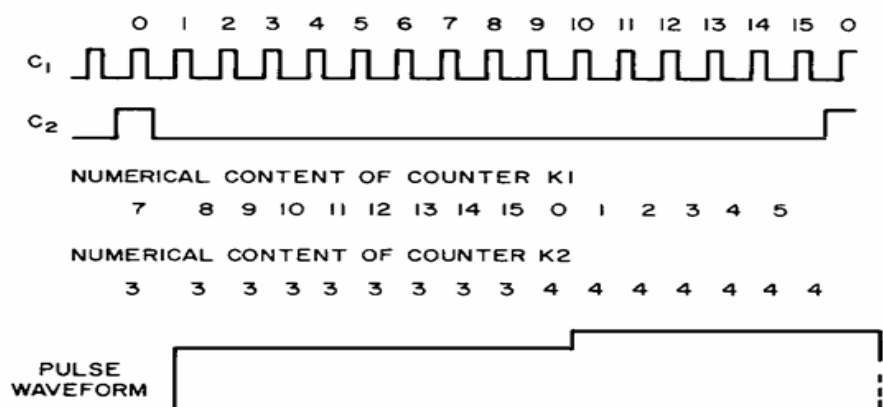 0 1 2 3 4 5 6 7 8 9 10 11 12 13 14 15 0
C1
C2
NUMERICAL CONTENT OF COUNTER K1
7 8 9 10 11 12 13 14 15 0 1 2 3 4 5
NUMERICAL CONTENT OF COUNTER K2
3 3 3 3 3 3 3 3 3 4 4 4 4 4 4 4
PULSE
WAVEFORM